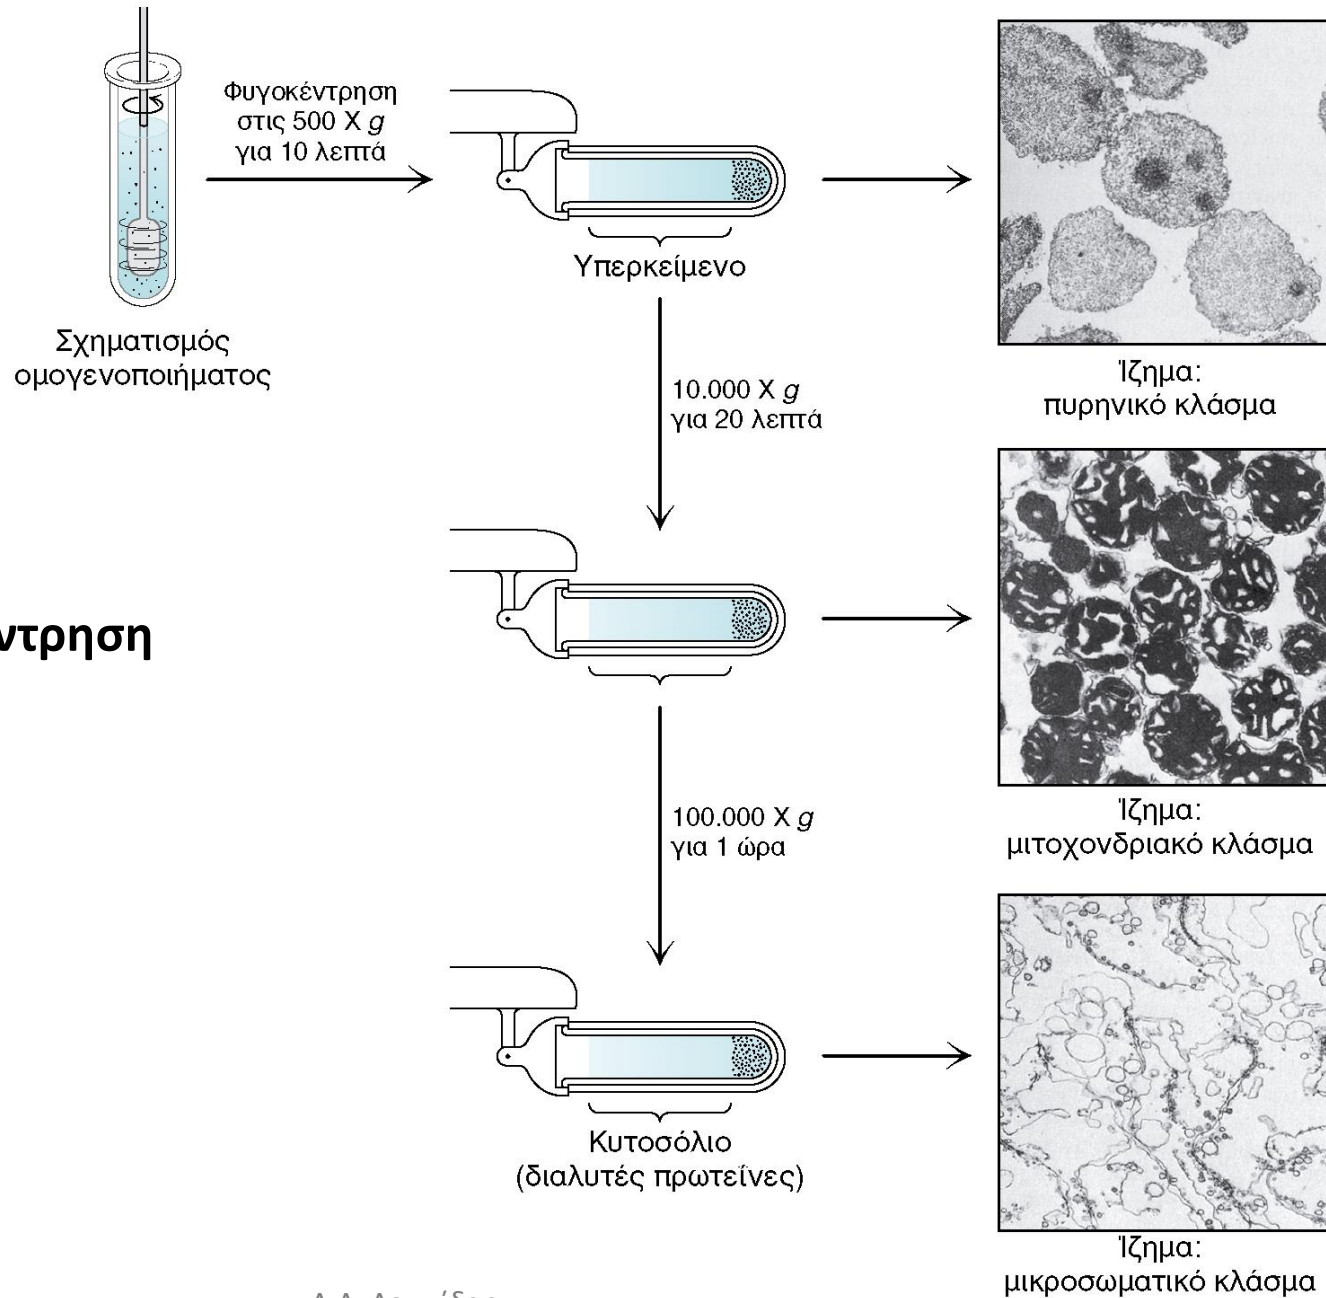 Φυγοκέντρηση
στις 500 X g
για 10 λεπτά
Υπερκείμενο
Σχηματισμός
ομογενοποιήματος
Ίζημα:
πυρηνικό κλάσμα
10.000 X g
για 20 λεπτά
ντρηση
Ίζημα:
μιτοχονδριακό κλάσμα
100.000 X g
για 1 ώρα
Κυτοσόλιο
(διαλυτές πρωτεΐνες)
Ίζημα:
μικροσωματικό κλάσμα